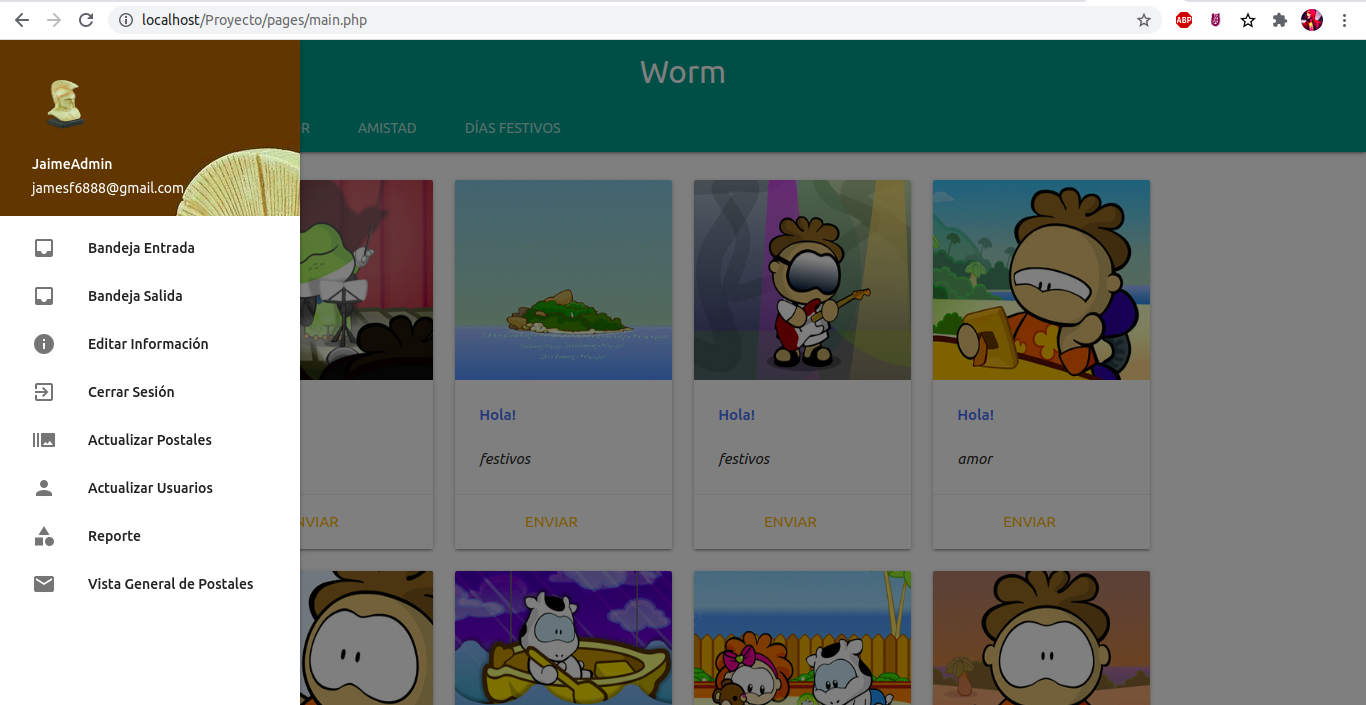 localhost/Proyecto/pages/main.php
ABP
Worm
R
AMISTAD
DÍAS FESTIVOS
JaimeAdmin
jamesf6888@gmail.com
Bandeja Entrada
Bandeja Salida
Editar Información
Cerrar Sesión
Actualizar Postales
Actualizar Usuarios
Reporte
Vista General de Postales
Hola!
Hola!
Hola!
festivos
festivos
amor
NVIAR
ENVIAR
ENVIAR
ENVIAR